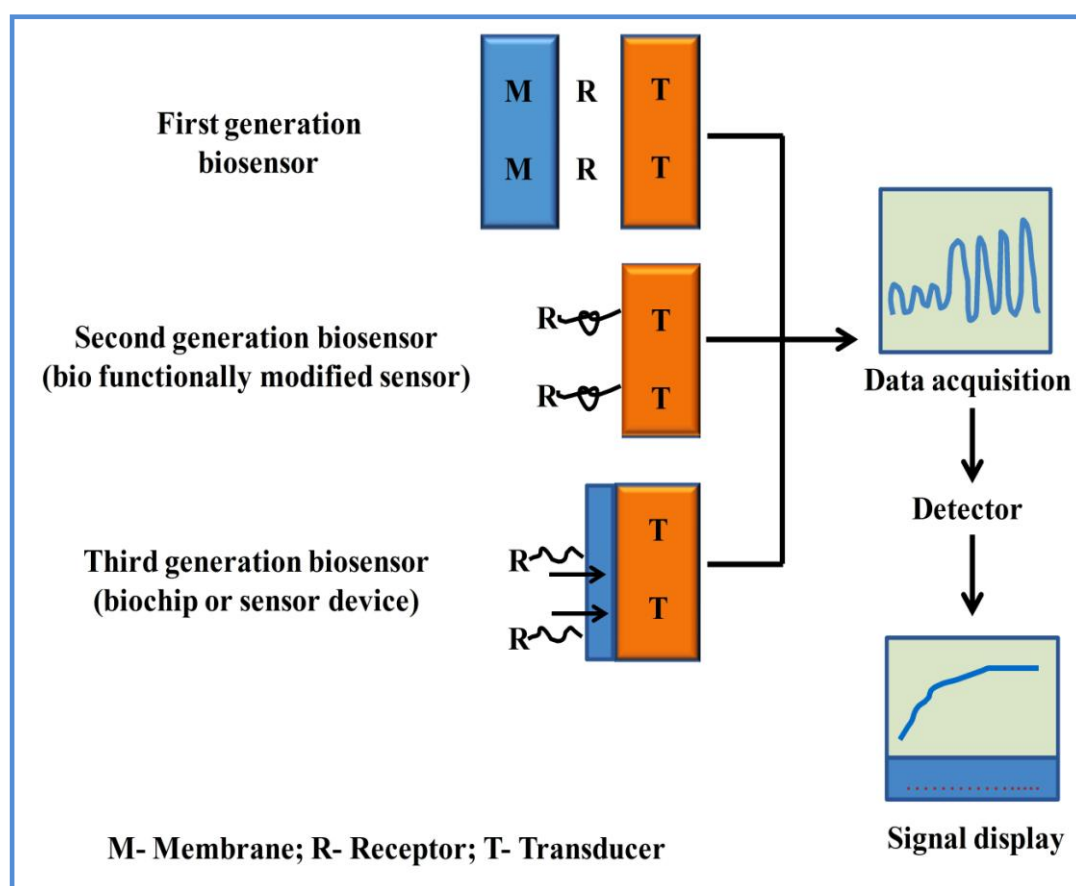 M R T
First generation
biosensor
M R T
R T
Second generation biosensor
(bio functionally modified sensor)
R T
Data acquisition
T
Detector
Third generation biosensor
R
(biochip or sensor device)
T
R
Signal display
M- Membrane; R- Receptor; T- Transducer